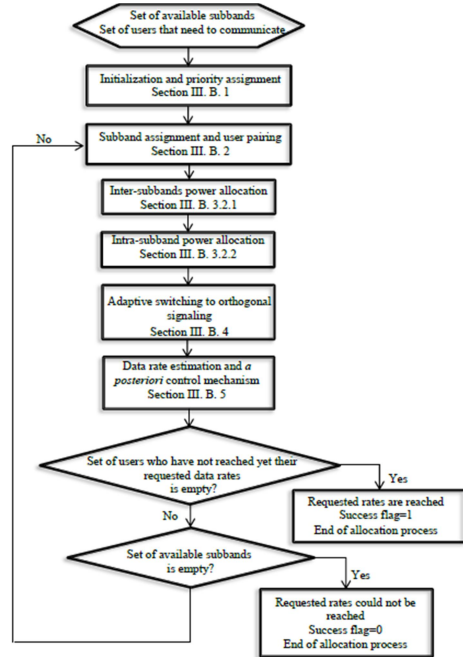 Set of available subbands
Set of users that need to communicate
Initialization and priority assignment
Section III. B. 1
No
Subband assignment and user pairing
Section III. B. 2
Inter-subbands power allocation
Section III. B. 3.2.1
Intra-subband power allocation
Section III. B. 3.2.2
Adaptive switching to orthogonal
signaling
Section III. B. 4
Data rate estimation and a
posteriori control mechanism
Section III. B. 5
Set of users who have not reached yet their
requested data rates
is empty?
Yes
Requested rates are reached
Success flag=1
End of allocation process
No
Set of available subbands
is empty?
Yes
Requested rates could not be
reached
Success flag=0
End of allocation process